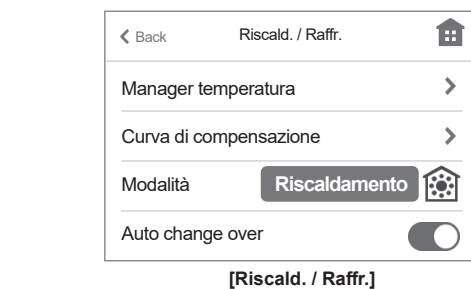 Back
Riscald. / Raffr.
Manager temperatura
Curva di compensazione
Modalità
Riscaldamento
Auto change over
[Riscald. / Raffr.]